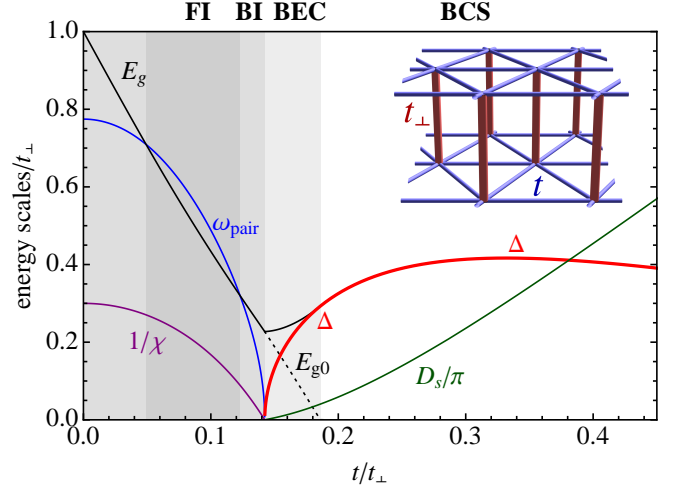 FI BI BEC BCS
energy scales/t⊥
1.0
0.8
0.6
0.4
0.2
0.0
E_g
ω_pair
1/χ
Δ
E_g0
Δ
D_s/π
t⊥
t
0.0 0.1 0.2 0.3 0.4
t/t⊥